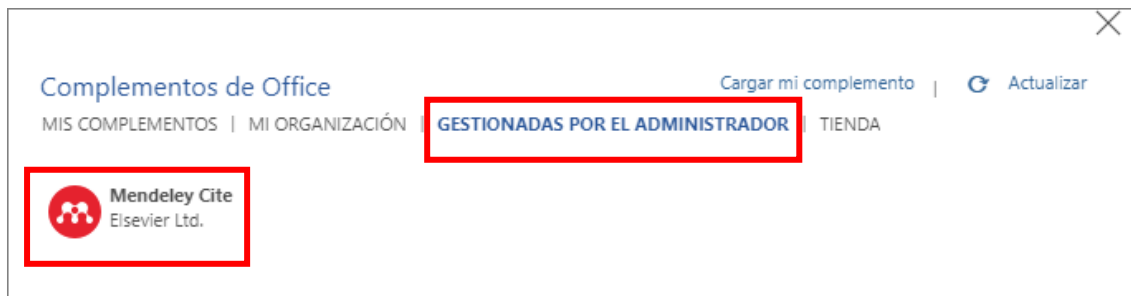 Complementos de Office
Cargar mi complemento | Actualizar
MIS COMPLEMENTOS | MI ORGANIZACIÓN | GESTIONADAS POR EL ADMINISTRADOR | TIENDA
Mendeley Cite
Elsevier Ltd.